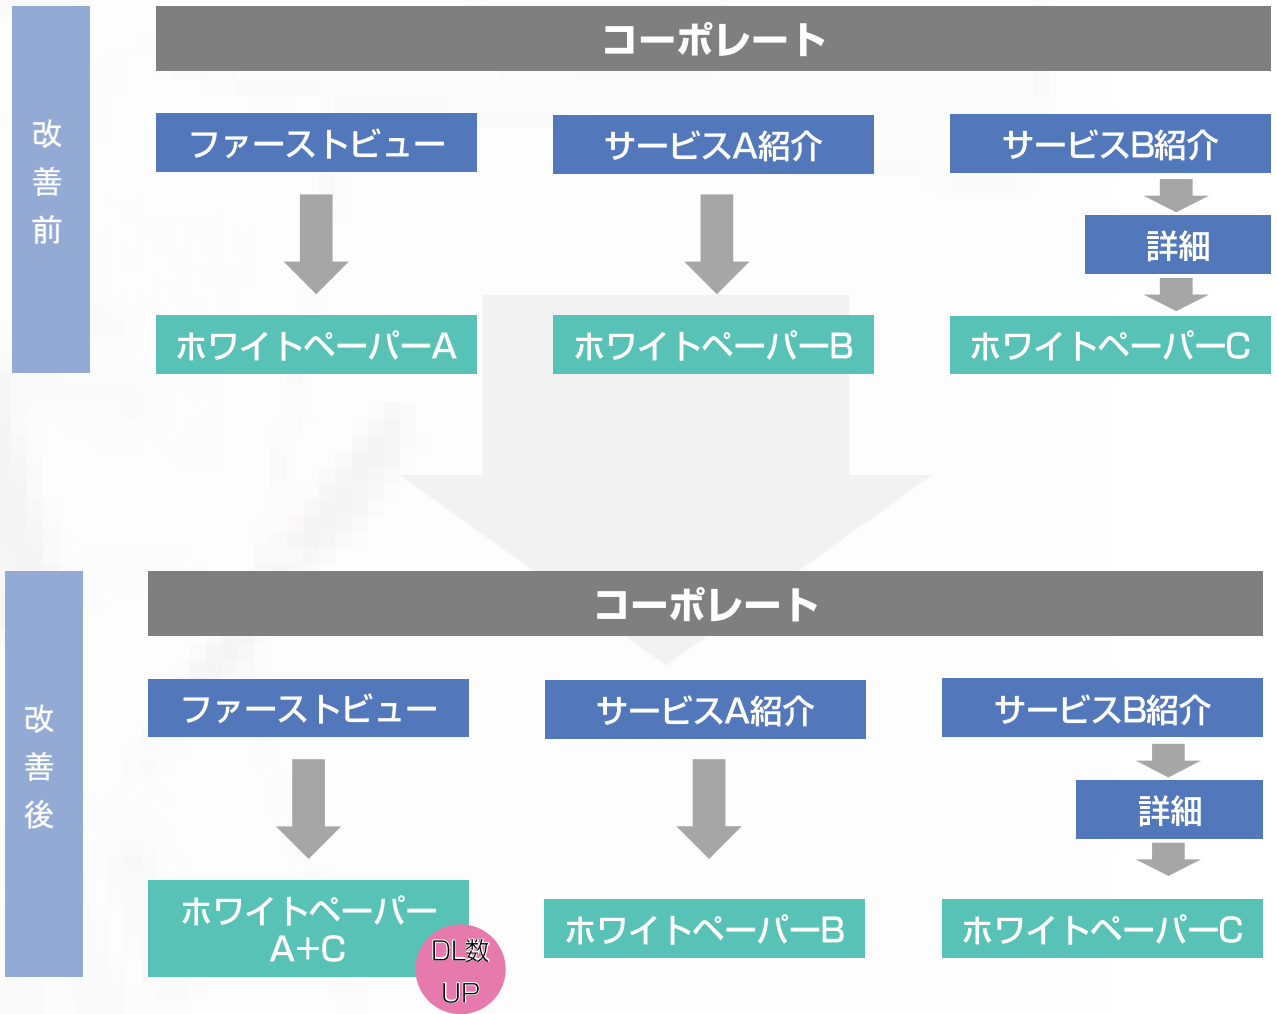 改善前
コーポレート
ファーストビュー
サービスA紹介
サービスB紹介
詳細
ホワイトペーパーA
ホワイトペーパーB
ホワイトペーパーC
改善後
コーポレート
ファーストビュー
サービスA紹介
サービスB紹介
詳細
ホワイトペーパー
A+C
DL数
UP
ホワイトペーパーB
ホワイトペーパーC